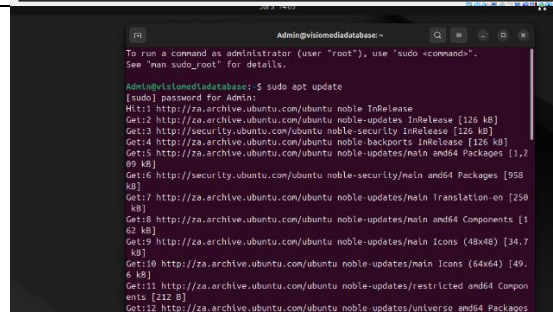 Jul 3 14:03
Admin@visiomediadatabase: ~
To run a command as administrator (user "root"), use "sudo <command>".
See "man sudo_root" for details.
Admin@visiomediadatabase:~$ sudo apt update
[sudo] password for Admin:
Hit:1 http://za.archive.ubuntu.com/ubuntu noble InRelease
Get:2 http://za.archive.ubuntu.com/ubuntu noble-updates InRelease [126 kB]
Get:3 http://security.ubuntu.com/ubuntu noble-security InRelease [126 kB]
Get:4 http://za.archive.ubuntu.com/ubuntu noble-backports InRelease [126 kB]
Get:5 http://za.archive.ubuntu.com/ubuntu noble-updates/main amd64 Packages [1,2
09 kB]
Get:6 http://security.ubuntu.com/ubuntu noble-security/main amd64 Packages [958
kB]
Get:7 http://za.archive.ubuntu.com/ubuntu noble-updates/main Translation-en [250
 kB]
Get:8 http://za.archive.ubuntu.com/ubuntu noble-updates/main amd64 Components [1
62 kB]
Get:9 http://za.archive.ubuntu.com/ubuntu noble-updates/main Icons (48x48) [34.7
 kB]
Get:10 http://za.archive.ubuntu.com/ubuntu noble-updates/main Icons (64x64) [49.
6 kB]
Get:11 http://za.archive.ubuntu.com/ubuntu noble-updates/restricted amd64 Compon
ents [212 B]
Get:12 http://za.archive.ubuntu.com/ubuntu noble-updates/universe amd64 Packages